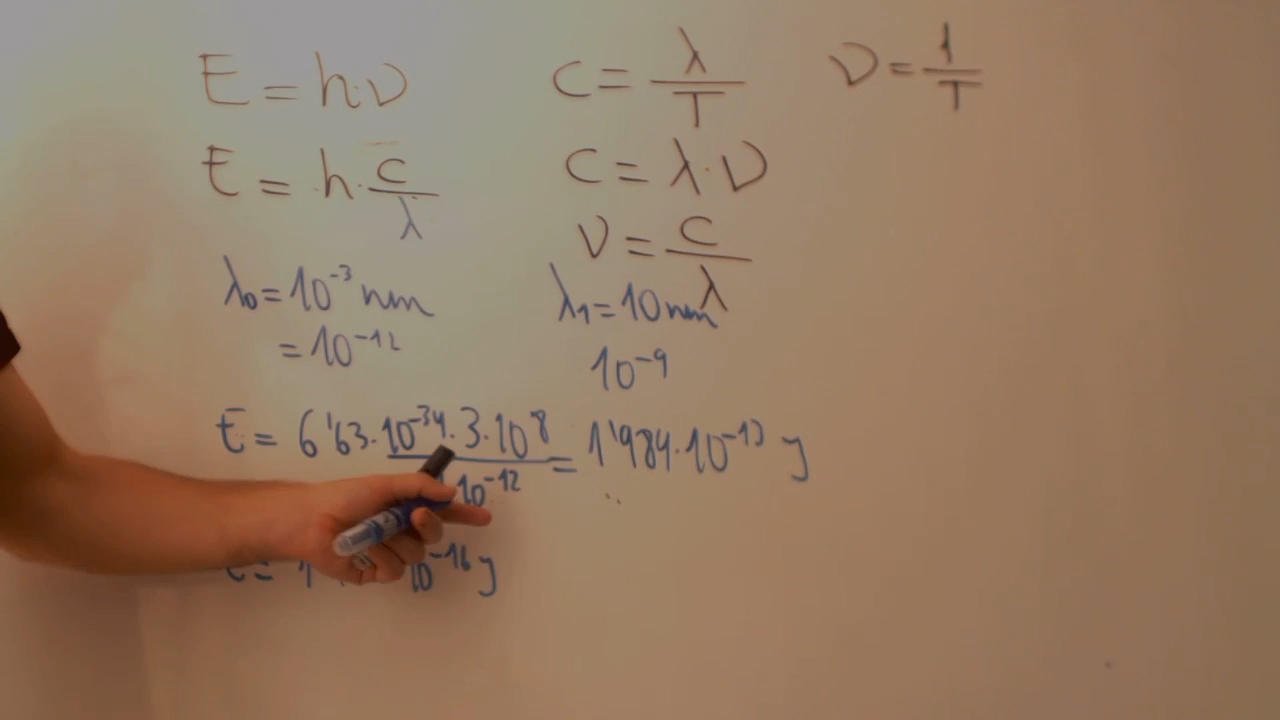 E = h·ν
C = λ/T
ν = 1/T
E = h·c/λ
C = λ·ν
ν = c/λ
λ₀ = 10⁻³ nm
= 10⁻¹²
λ₁ = 10 nm
10⁻⁹
E = 6'63·10⁻³⁴·3·10⁸ / 10⁻¹² = 1'984·10⁻¹³ J
E = 1 10⁻¹⁶ J